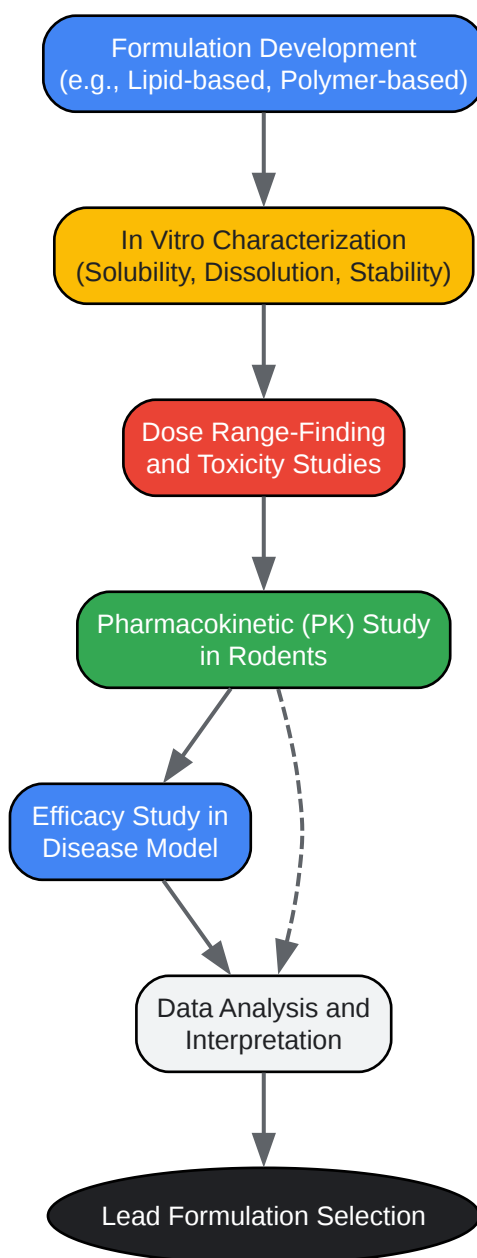 Formulation Development
(e.g., Lipid-based, Polymer-based)
In Vitro Characterization
(Solubility, Dissolution, Stability)
Dose Range-Finding
and Toxicity Studies
Pharmacokinetic (PK) Study
in Rodents
Efficacy Study in
Disease Model
Data Analysis and
Interpretation
Lead Formulation Selection